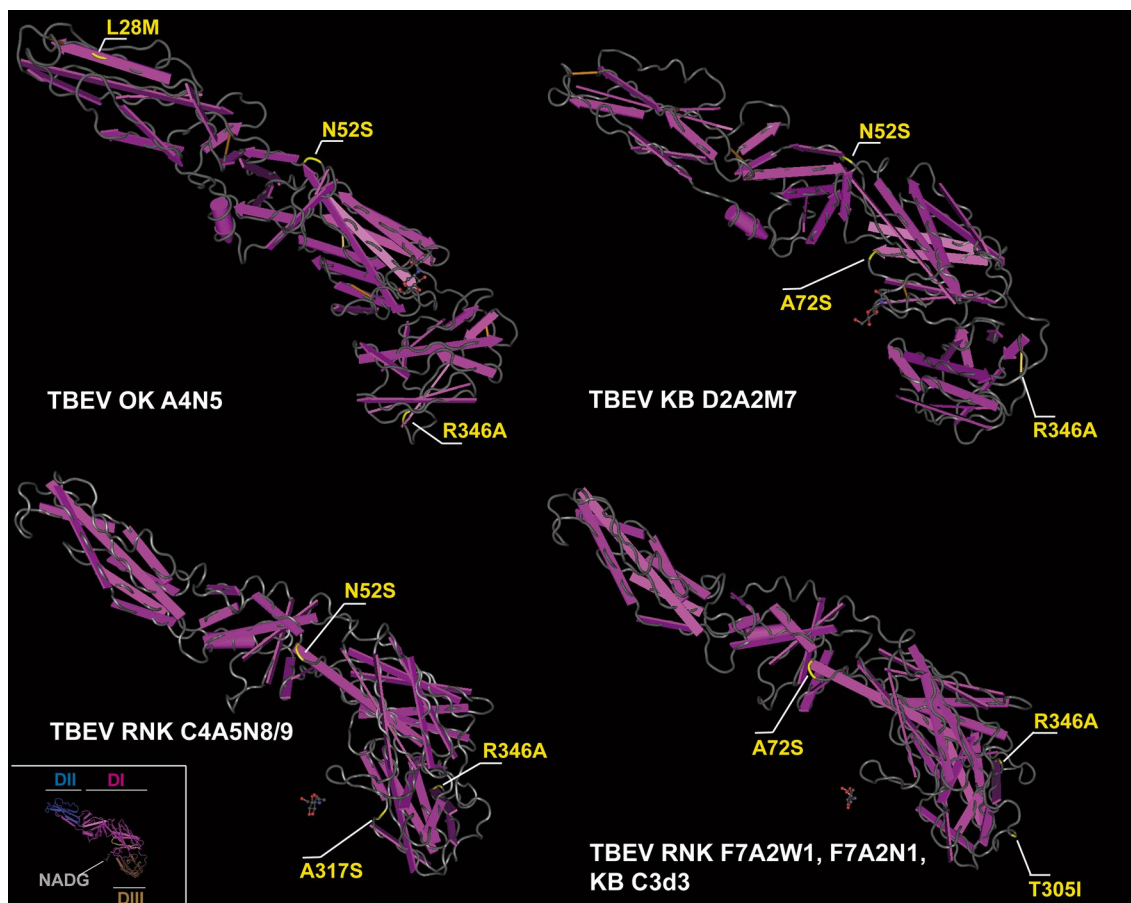 L28M
N52S
TBEV OK A4N5
R346A
N52S
A72S
TBEV KB D2A2M7
R346A
N52S
TBEV RNK C4A5N8/9
R346A
A317S
DII DI
NADG
DIII
A72S
R346A
TBEV RNK F7A2W1, F7A2N1,
KB C3d3
T305I